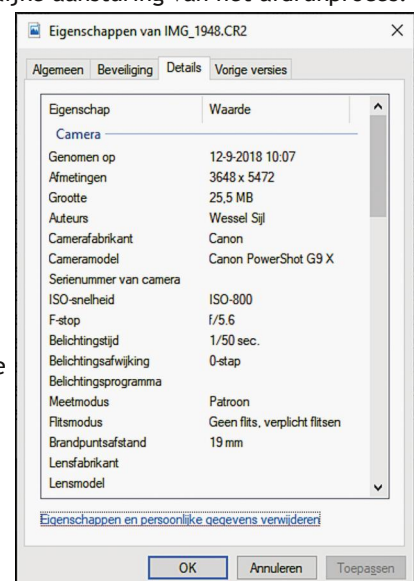 van het
Eigenschappen van IMG_1948.CR2
Algemeen Beveiliging Details Vorige versies
Eigenschap Waarde
Camera
Genomen op 12-9-2018 10:07
Afmetingen 3648 x 5472
Grootte 25,5 MB
Auteurs Wessel Sijl
Camerafabrikant Canon
Cameramodel Canon PowerShot G9 X
Serienummer van camera
ISO-snelheid ISO-800
F-stop f/5.6
Belichtingstijd 1/50 sec.
Belichtingsafwijking 0-stap
Belichtingsprogramma
Meetmodus Patroon
Flitsmodus Geen flits, verplicht flitsen
Brandpuntsafstand 19 mm
Lensfabrikant
Lensmodel
Eigenschappen en persoonlijke gegevens verwijderen
OK Annuleren Toepassen